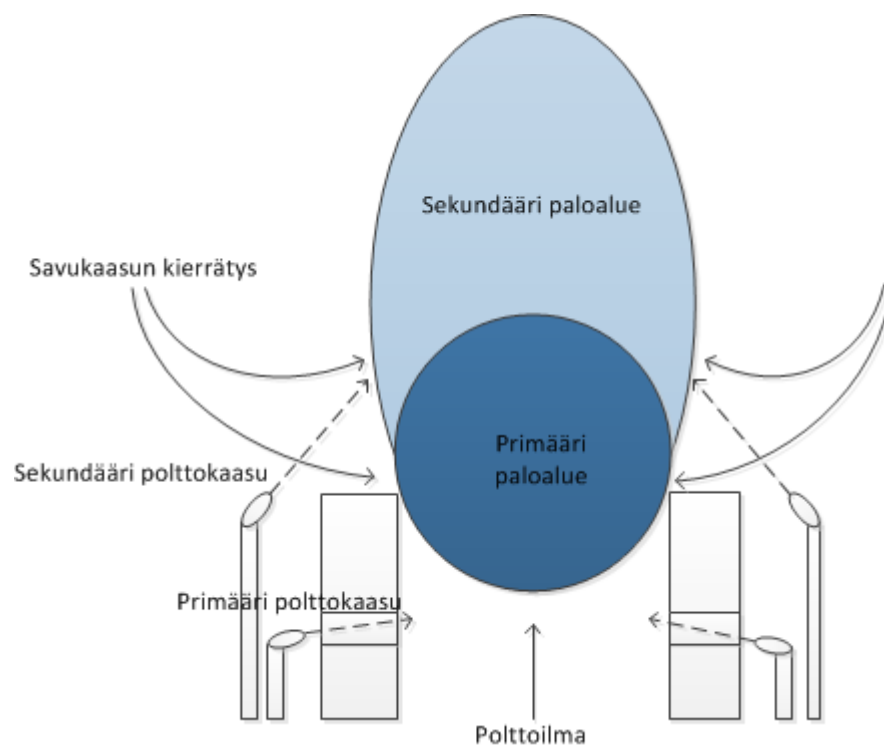 Sekundääri paloalue
Savukaasun kierrätys
Primääri
paloalue
Sekundääri polttokaasu
Primääri polttokaasu
Polttoilma